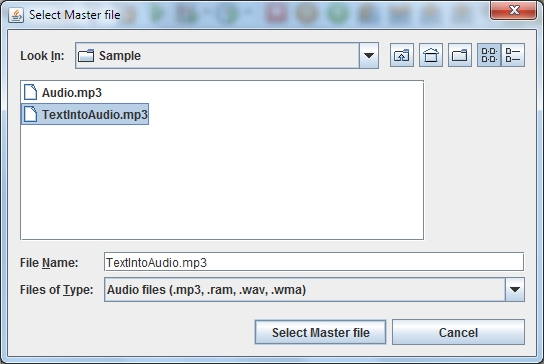 Select Master file
Look In: Sample
Audio.mp3
TextIntoAudio.mp3
File Name: TextIntoAudio.mp3
Files of Type: Audio files (.mp3, .ram, .wav, .wma)
Select Master file Cancel